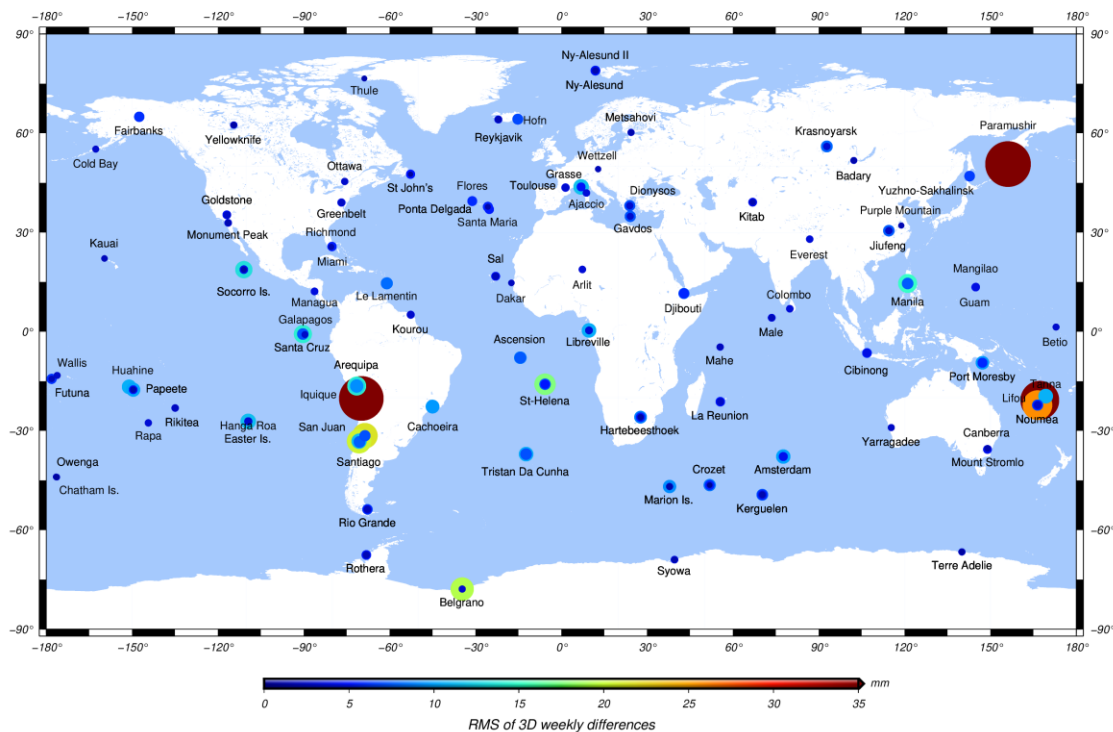 −180° −150° −120° −90° −60° −30° 0° 30° 60° 90° 120° 150° 180°
90° 90°
Ny-Alesund II
Thule Ny-Alesund
60° Fairbanks Yellowknife Reykjavik Hofn Metsahovi Krasnoyarsk Paramushir 60°
Cold Bay Ottawa St John's Wettzell Badary
Grasse
Toulouse Ajaccio Dionysos Yuzhno-Sakhalinsk
Goldstone Greenbelt Flores Ponta Delgada Santa Maria Gavdos Kitab Purple Mountain
30° Monument Peak Richmond Jiufeng 30°
Kauai Miami Sal Arlit Everest Mangilao
Socorro Is. Managua Le Lamentin Dakar Djibouti Colombo Manila Guam
Galapagos Kourou Male
0° Santa Cruz Ascension Libreville Mahe Cibinong Betio 0°
Wallis Huahine Arequipa Port Moresby
Futuna Papeete Iquique St-Helena Tanna
Rikitea Lifou
Rapa Hanga Roa San Juan Cachoeira Hartebeesthoek La Reunion Noumea
−30° Easter Is. Yarragadee Canberra −30°
Santiago Tristan Da Cunha Crozet Amsterdam Mount Stromlo
Owenga
Chatham Is. Marion Is. Kerguelen
Rio Grande
−60° −60°
Rothera Syowa Terre Adelie
Belgrano
−90° −90°
−180° −150° −120° −90° −60° −30° 0° 30° 60° 90° 120° 150° 180°
mm
0 5 10 15 20 25 30 35
RMS of 3D weekly differences